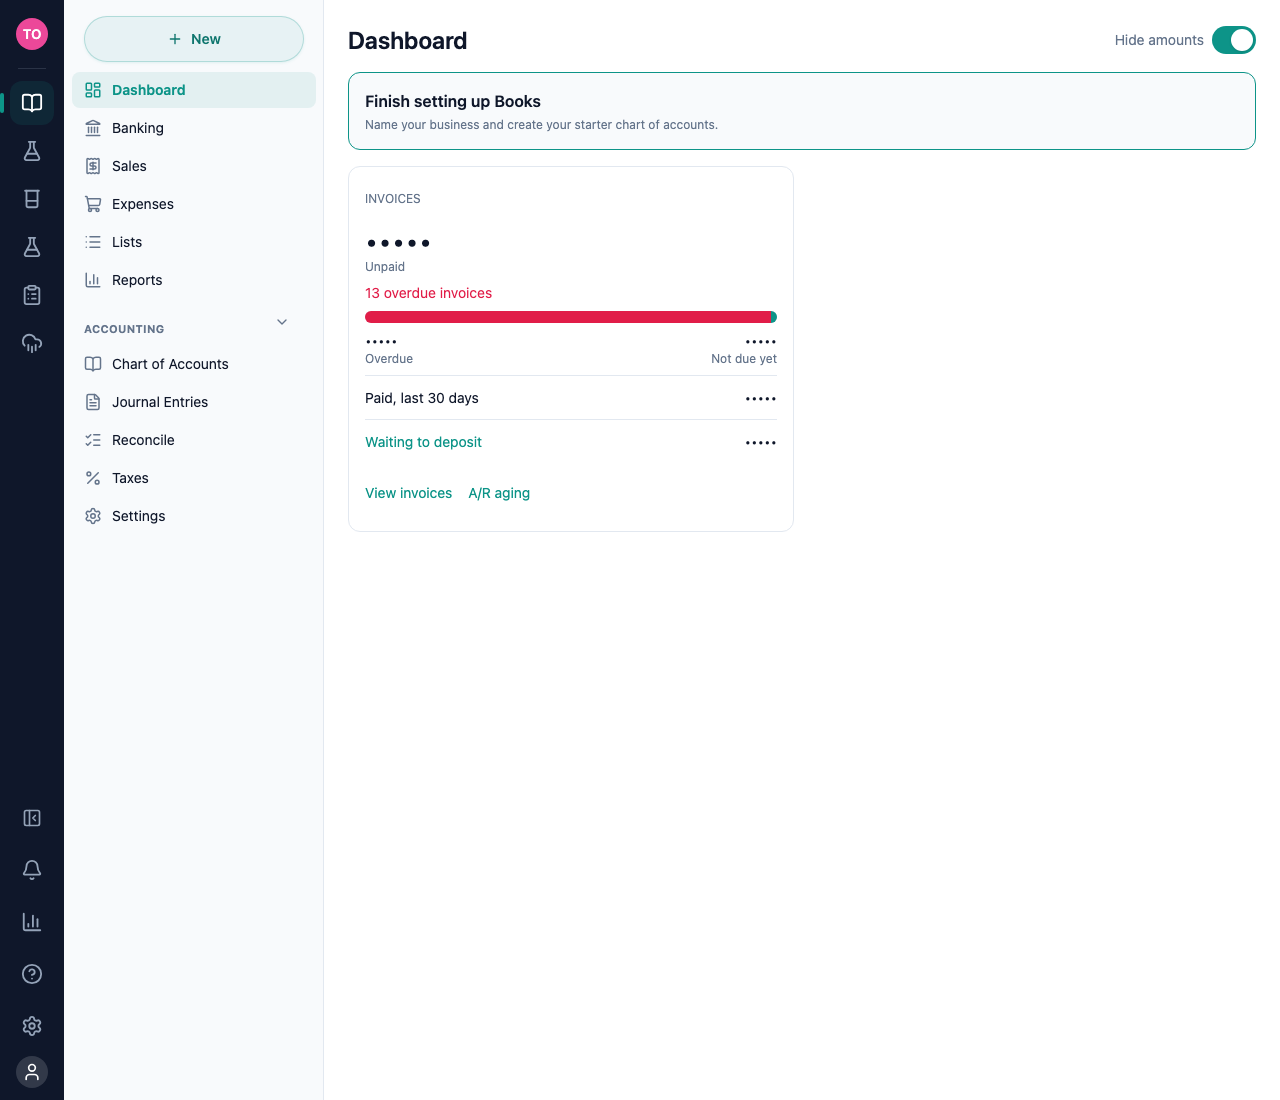 TO
New
Dashboard
Banking
Sales
Expenses
Lists
Reports
ACCOUNTING
Chart of Accounts
Journal Entries
Reconcile
Taxes
Settings
Dashboard
Hide amounts
Finish setting up Books
Name your business and create your starter chart of accounts.
INVOICES
•••••
Unpaid
13 overdue invoices
••••• •••••
Overdue Not due yet
Paid, last 30 days •••••
Waiting to deposit •••••
View invoices A/R aging